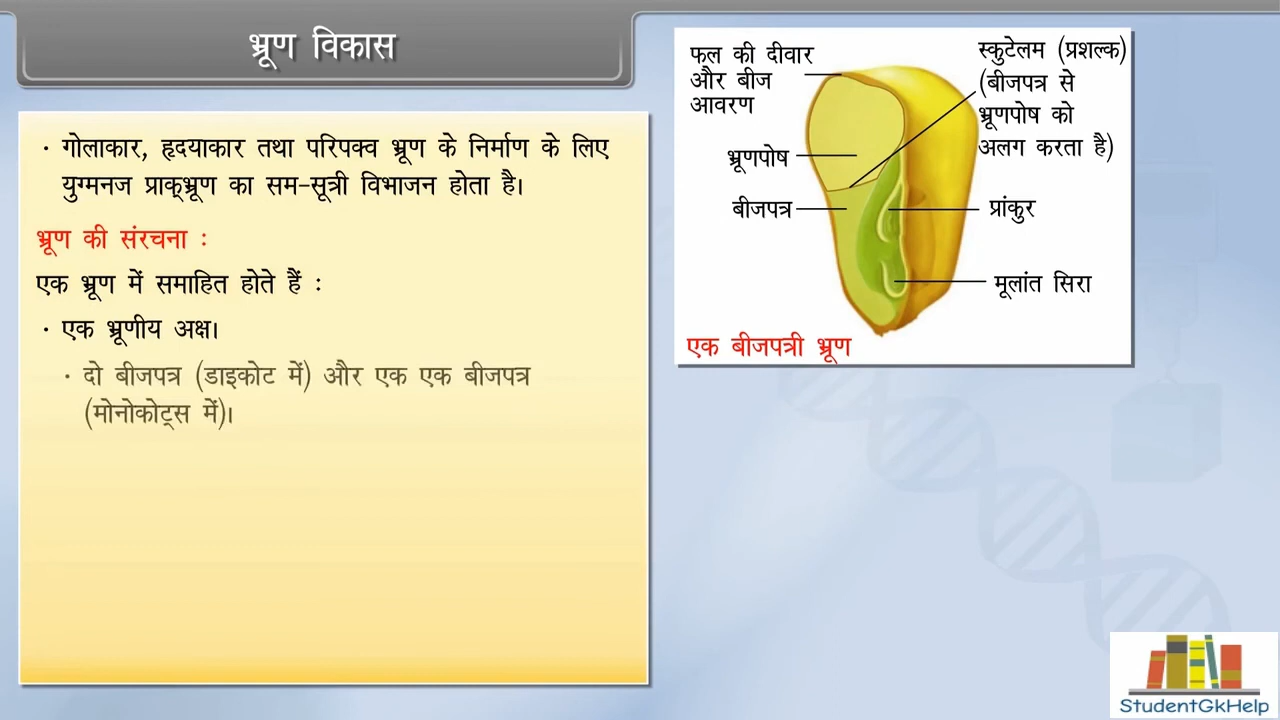 भ्रूण विकास
· गोलाकार, हृदयाकार तथा परिपक्व भ्रूण के निर्माण के लिए
युग्मनज प्राक्भ्रूण का सम-सूत्री विभाजन होता है।
भ्रूण की संरचना :
एक भ्रूण में समाहित होते हैं :
· एक भ्रूणीय अक्ष।
· दो बीजपत्र (डाइकोट में) और एक एक बीजपत्र
(मोनोकोट्स में)।
फल की दीवार
और बीज
आवरण
भ्रूणपोष
बीजपत्र
स्कुटेलम (प्रशल्क)
(बीजपत्र से
भ्रूणपोष को
अलग करता है)
प्रांकुर
मूलांत सिरा
एक बीजपत्री भ्रूण
StudentGkHelp